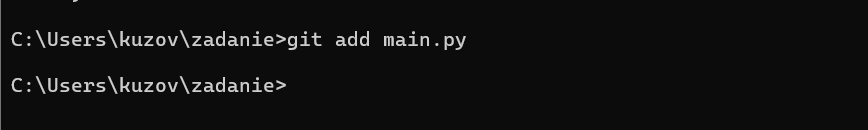 C:\Users\kuzov\zadanie>git add main.py
C:\Users\kuzov\zadanie>